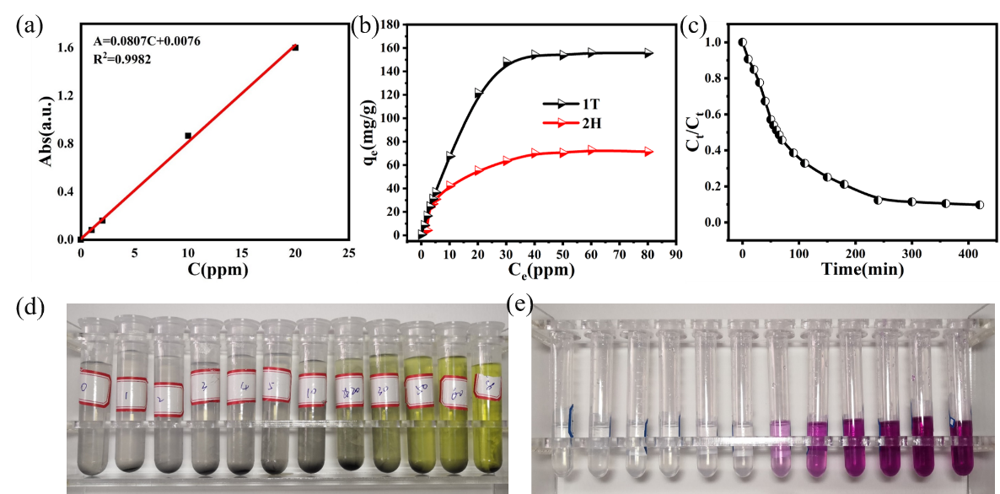 (a)
A=0.0807C+0.0076
R²=0.9982
Abs(a.u.)
1.6
1.2
0.8
0.4
0.0
0 5 10 15 20 25
C(ppm)
(b)
180
160
140
120
100
80
60
40
20
0
qₑ(mg/g)
1T
2H
0 10 20 30 40 50 60 70 80 90
Cₑ(ppm)
(c)
1.0
0.8
0.6
0.4
0.2
0.0
Cₜ/Cₜ
0 100 200 300 400
Time(min)
(d)
0 1 2 3 4 5 10 20 30 50
(e)